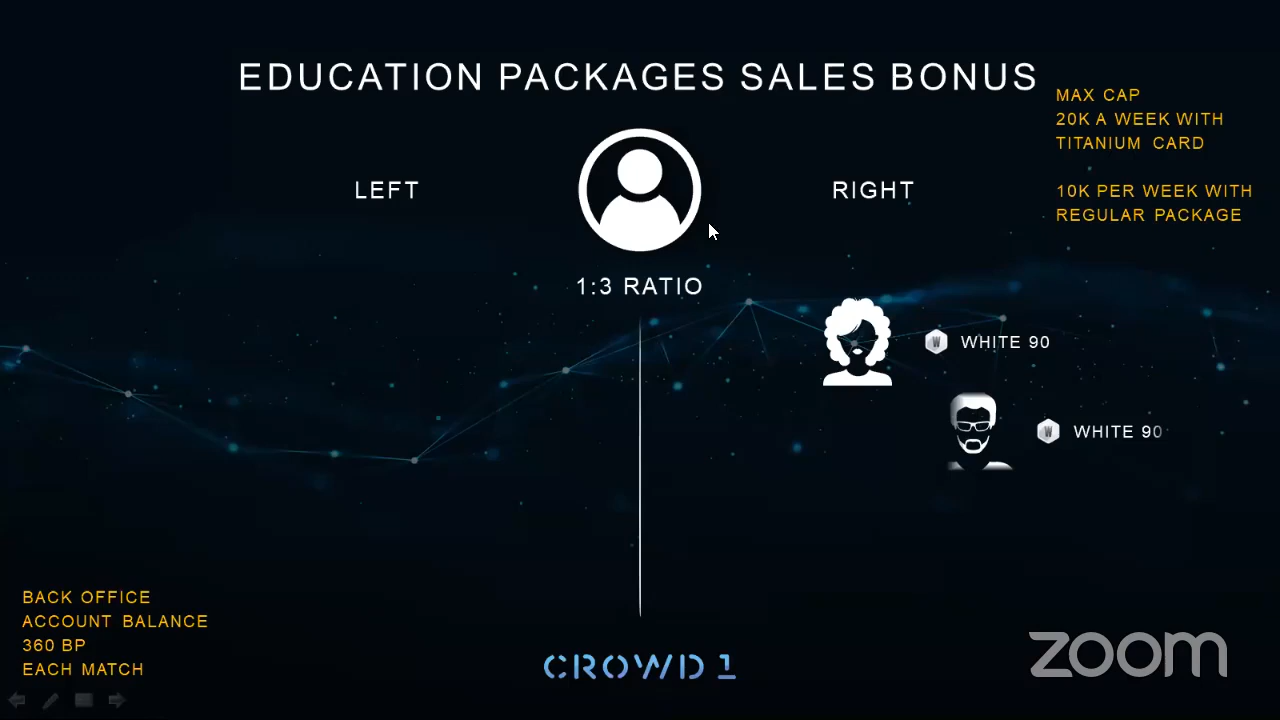 EDUCATION PACKAGES SALES BONUS
MAX CAP
20K A WEEK WITH
TITANIUM CARD
10K PER WEEK WITH
REGULAR PACKAGE
LEFT
RIGHT
1:3 RATIO
W WHITE 90
W WHITE 90
BACK OFFICE
ACCOUNT BALANCE
360 BP
EACH MATCH
CROWD 1
zoom